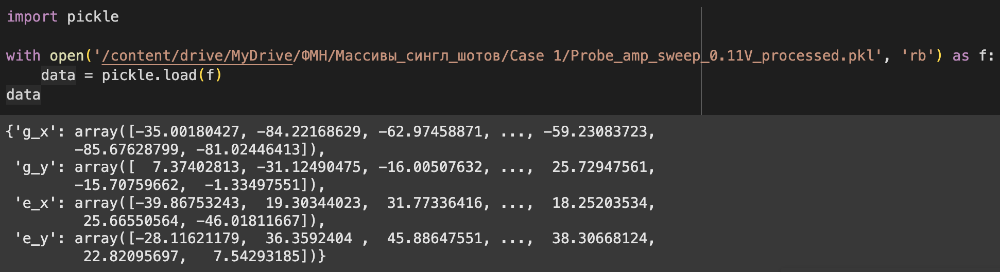 import pickle
with open('/content/drive/MyDrive/ФМН/Массивы_сингл_шотов/Case 1/Probe_amp_sweep_0.11V_processed.pkl', 'rb') as f:
    data = pickle.load(f)
data
{'g_x': array([-35.00180427, -84.22168629, -62.97458871, ..., -59.23083723,
        -85.67628799, -81.02446413]),
 'g_y': array([  7.37402813, -31.12490475, -16.00507632, ...,  25.72947561,
        -15.70759662,  -1.33497551]),
 'e_x': array([-39.86753243,  19.30344023,  31.77336416, ...,  18.25203534,
         25.66550564, -46.01811667]),
 'e_y': array([-28.11621179,  36.3592404 ,  45.88647551, ...,  38.30668124,
         22.82095697,   7.54293185])}